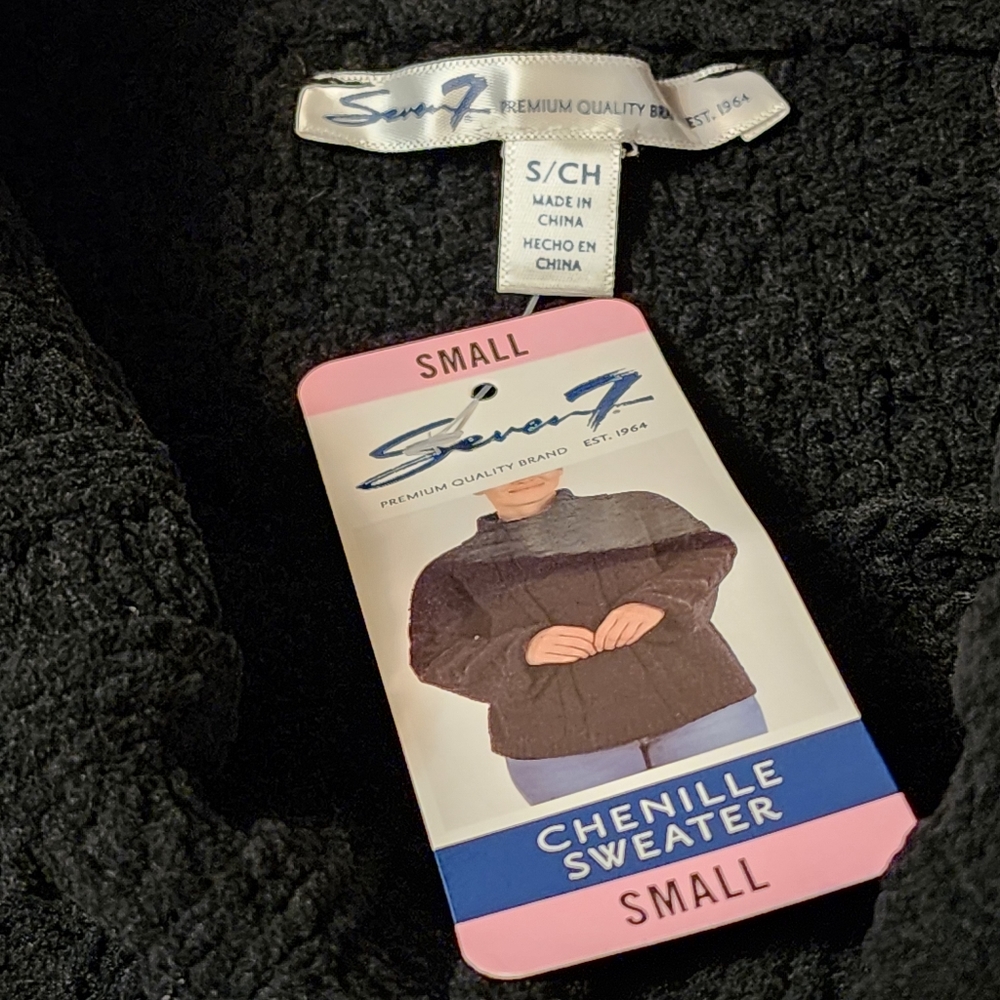 Seven7 PREMIUM QUALITY BRA EST. 1964
S/CH
MADE IN
CHINA
HECHO EN
CHINA
SMALL
Seven7
PREMIUM QUALITY BRAND EST. 1964
CHENILLE
SWEATER
SMALL